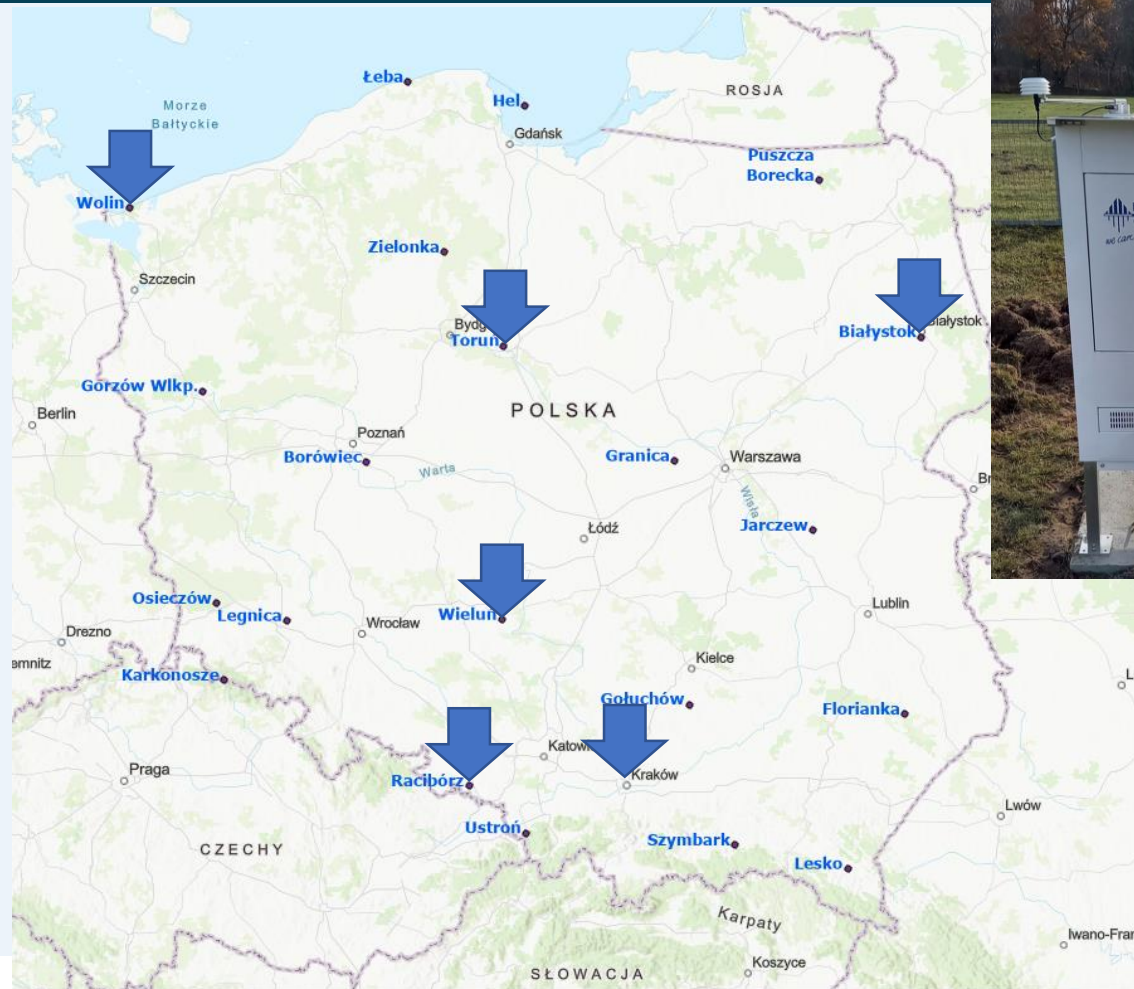 Łeba
Hel
ROSJA
Morze
Bałtyckie
Gdańsk
Puszcza
Borecka
Wolin
Zielonka
Szczecin
Bydg
Toruń
Białystok
Białystok
Gorzów Wlkp.
Berlin
POLSKA
Poznań
Borówiec
Warta
Granica
Warszawa
Wisła
Łódź
Jarczew
Osieczów
Legnica
Wrocław
Wieluń
Lublin
Drezno
emnitz
Kielce
Karkonosze
Gołuchów
Florianka
Katow
Praga
Racibórz
Kraków
Lwów
Ustroń
CZECHY
Szymbark
Lesko
Karpaty
Iwano-Fran
SŁOWACJA
Koszyce